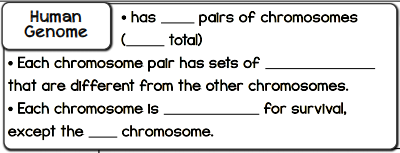 Human
Genome
• has ____ pairs of chromosomes
(_____ total)
• Each chromosome pair has sets of ______________
that are different from the other chromosomes.
• Each chromosome is ____________ for survival,
except the ____ chromosome.